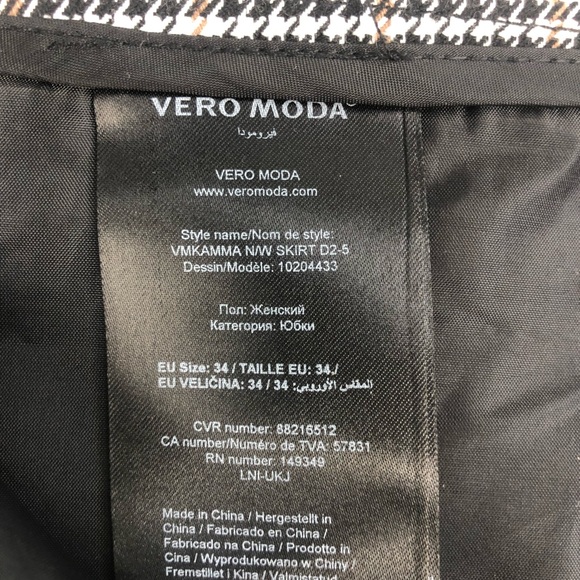 VERO MODA
فيرومودا
VERO MODA
www.veromoda.com
Style name/Nom de style:
VMKAMMA N/W SKIRT D2-5
Dessin/Modèle: 10204433
Пол: Женский
Категория: Юбки
EU Size: 34 / TAILLE EU: 34./
EU VELIČINA: 34 / 34 :المقاس الأوروبي
CVR number: 88216512
CA number/Numéro de TVA: 57831
RN number: 149349
LNI-UKJ
Made in China / Hergestellt in
China / Fabricado en China /
Fabricado na China / Prodotto in
Cina / Wyprodukowano w Chiny /
Fremstillet i Kina / Valmistettu